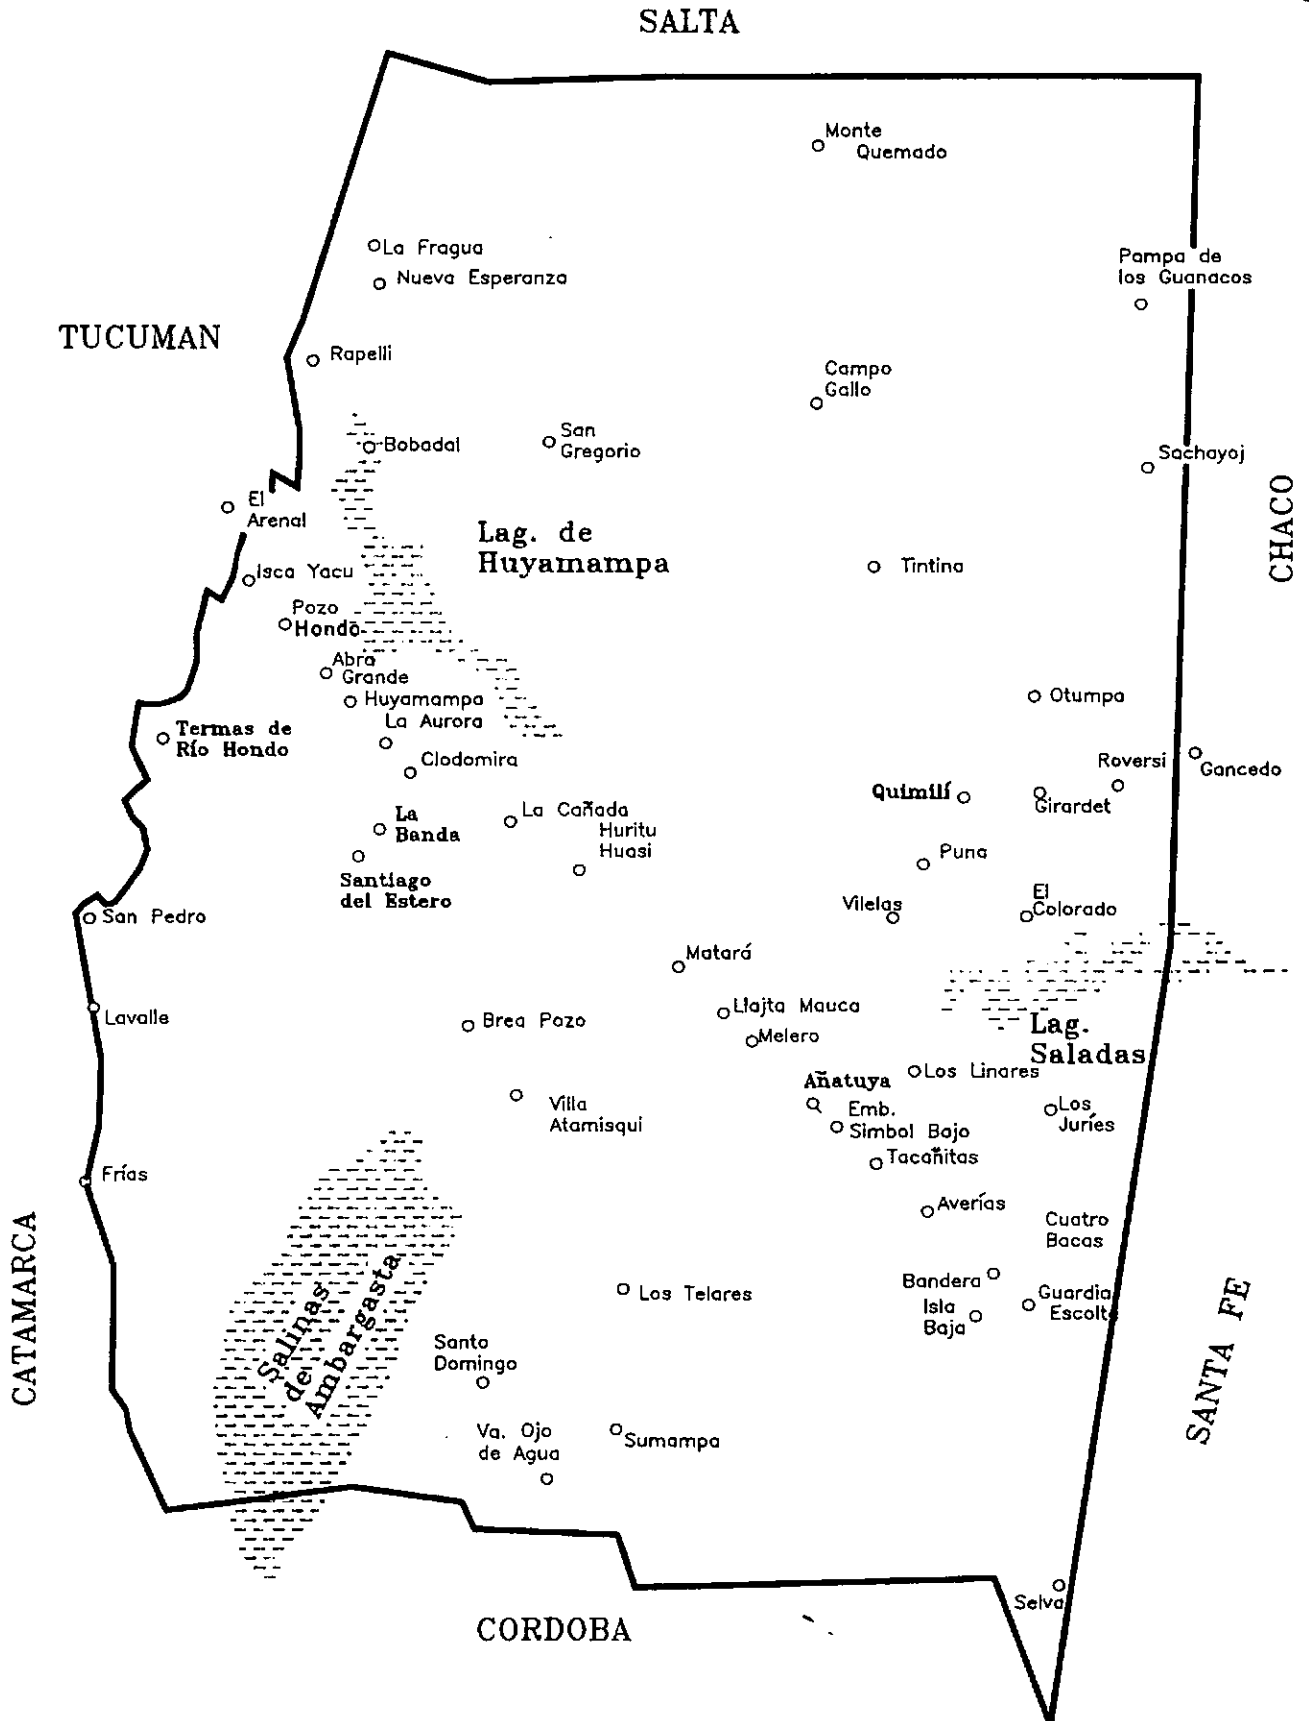 SALTA
Monte
Quemado
La Fragua
Nueva Esperanza
Pampa de
los Guanacos
TUCUMAN
Rapelli
Campo
Gallo
Bobadal
San
Gregorio
Sachayoj
El
Arenal
Lag. de
Huyamampa
CHACO
Isca Yacu
Tintina
Pozo
Hondo
Abra
Grande
Huyamampa
Otumpa
La Aurora
Termas de
Río Hondo
Clodomira
Roversi
Gancedo
Quimilí
Girardet
La
Banda
La Cañada
Huritu
Huasi
Puna
Santiago
del Estero
San Pedro
Vilelas
El
Colorado
Matará
Lavalle
Brea Pozo
Llajta Mauca
Melero
Lag.
Saladas
Los Linares
Añatuya
Villa
Atamisqui
Emb.
Simbol Bajo
Los
Juríes
Tacañitas
Frías
Averías
Cuatro
Bacas
CATAMARCA
Salinas
de
Ambargasta
Los Telares
Bandera
Isla
Baja
Guardia
Escolta
SANTA FE
Santo
Domingo
Va. Ojo
de Agua
Sumampa
Selva
CORDOBA